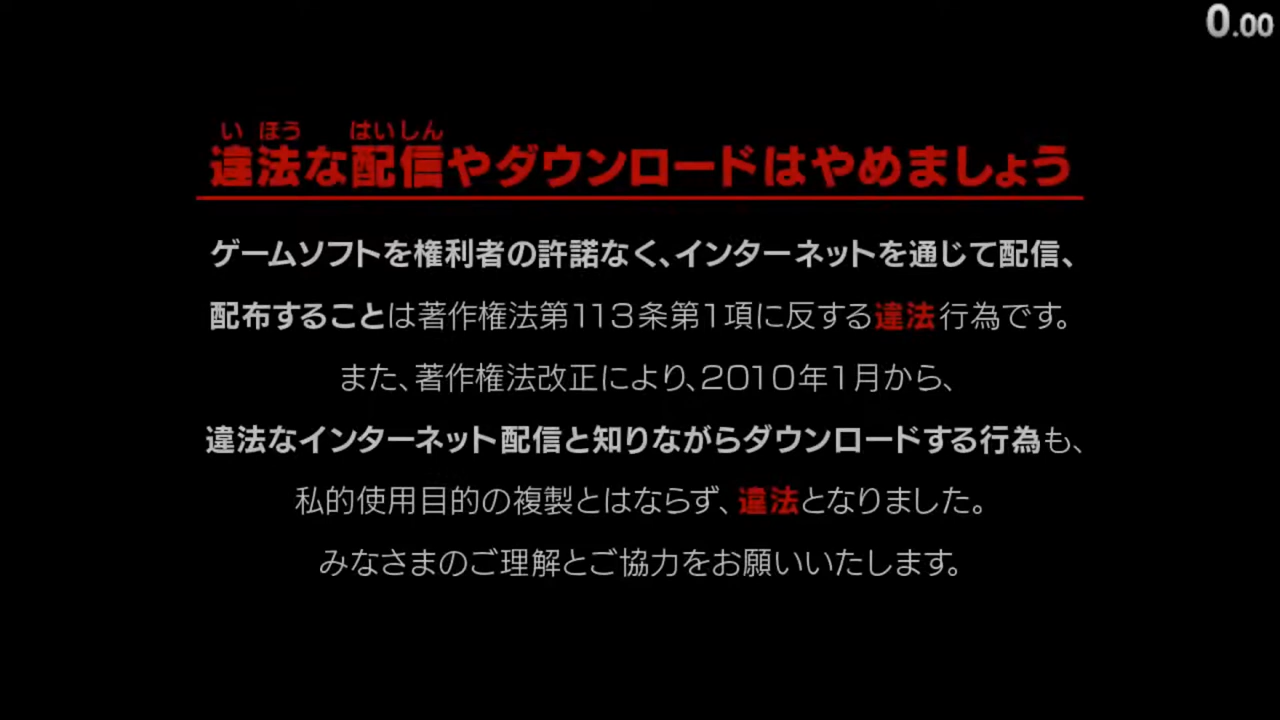 0.00
い ほう はいしん
違法な配信やダウンロードはやめましょう
ゲームソフトを権利者の許諾なく、インターネットを通じて配信、
配布することは著作権法第113条第1項に反する違法行為です。
また、著作権法改正により、2010年1月から、
違法なインターネット配信と知りながらダウンロードする行為も、
私的使用目的の複製とはならず、違法となりました。
みなさまのご理解とご協力をお願いいたします。